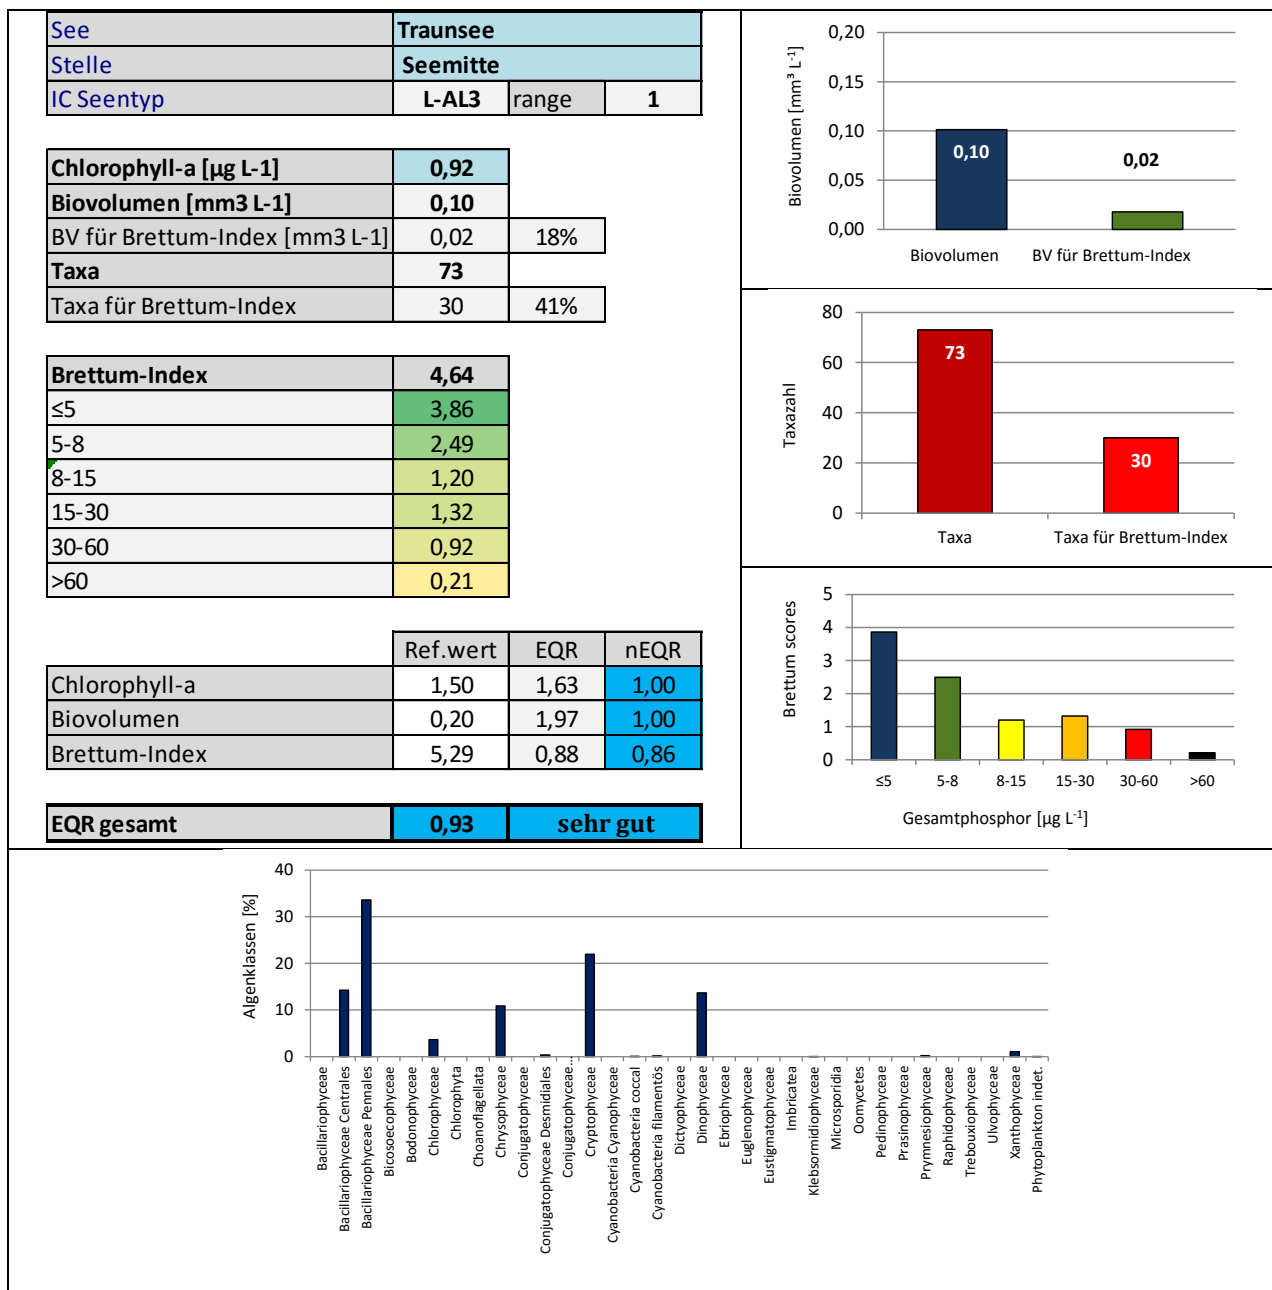 See Traunsee
Stelle Seemitte
IC Seentyp L-AL3 range 1
Chlorophyll-a [µg L-1] 0,92
Biovolumen [mm3 L-1] 0,10
BV für Brettum-Index [mm3 L-1] 0,02 18%
Taxa 73
Taxa für Brettum-Index 30 41%
Brettum-Index 4,64
≤5 3,86
5-8 2,49
8-15 1,20
15-30 1,32
30-60 0,92
>60 0,21
Ref.wert EQR nEQR
Chlorophyll-a 1,50 1,63 1,00
Biovolumen 0,20 1,97 1,00
Brettum-Index 5,29 0,88 0,86
EQR gesamt 0,93 sehr gut
Biovolumen [mm³ L-1]
0,20
0,15
0,10
0,05
0,00
0,10
0,02
Biovolumen BV für Brettum-Index
Taxazahl
80
60
40
20
0
73
30
Taxa Taxa für Brettum-Index
Brettum scores
5
4
3
2
1
0
≤5 5-8 8-15 15-30 30-60 >60
Gesamtphosphor [µg L-1]
Algenklassen [%]
40
30
20
10
0
Bacillariophyceae
Bacillariophyceae Centrales
Bacillariophyceae Pennales
Bicosoecophyceae
Bodonophyceae
Chlorophyceae
Chlorophyta
Choanoflagellata
Chrysophyceae
Conjugatophyceae
Conjugatophyceae Desmidiales
Conjugatophyceae...
Cryptophyceae
Cyanobacteria Cyanophyceae
Cyanobacteria coccal
Cyanobacteria filamentös
Dictyophyceae
Dinophyceae
Ebriophyceae
Euglenophyceae
Eustigmatophyceae
Imbricatea
Klebsormidiophyceae
Microsporidia
Oomycetes
Pedinophyceae
Prasinophyceae
Prymnesiophyceae
Raphidophyceae
Trebouxiophyceae
Ulvophyceae
Xanthophyceae
Phytoplankton indet.